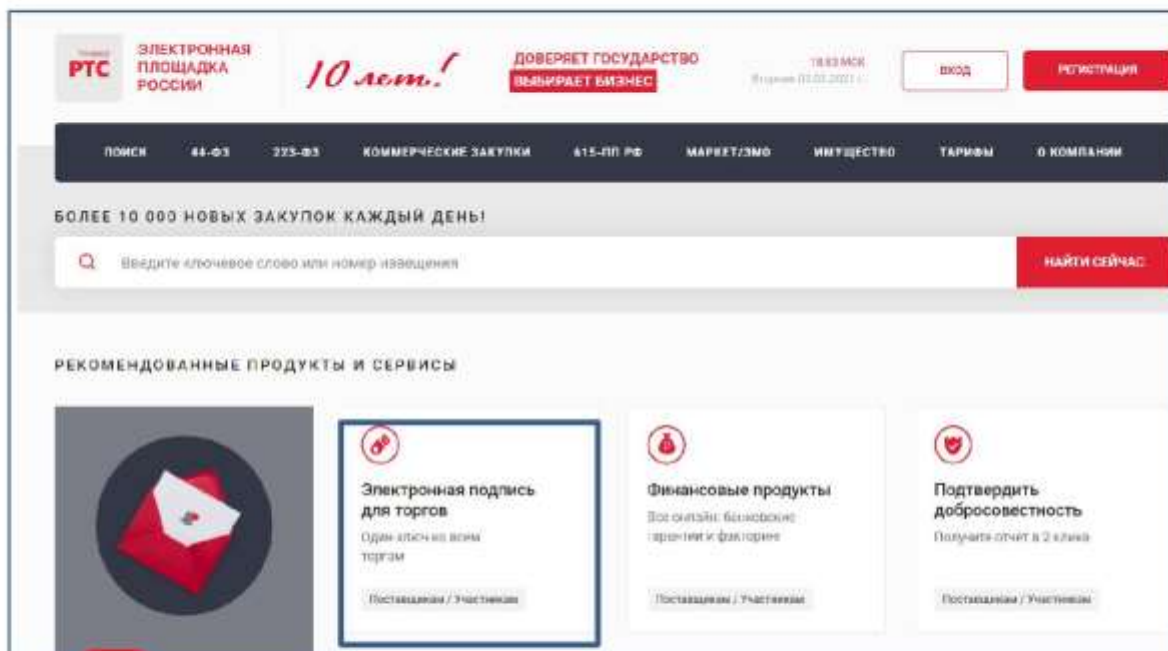 РТС
ЭЛЕКТРОННАЯ
ПЛОЩАДКА
РОССИИ
10 лет!
ДОВЕРЯЕТ ГОСУДАРСТВО
ВЫБИРАЕТ БИЗНЕС
МСК
Вторник
ВХОД
РЕГИСТРАЦИЯ
ПОИСК 44-ФЗ 223-ФЗ КОММЕРЧЕСКИЕ ЗАКУПКИ 615-ПП РФ МАРКЕТ/ЗМО ИМУЩЕСТВО ТАРИФЫ О КОМПАНИИ
БОЛЕЕ 10 000 НОВЫХ ЗАКУПОК КАЖДЫЙ ДЕНЬ!
Введите ключевое слово или номер извещения
НАЙТИ СЕЙЧАС
РЕКОМЕНДОВАННЫЕ ПРОДУКТЫ И СЕРВИСЫ
Электронная подпись
для торгов
Один ключ ко всем
торгам
Поставщикам / Участникам
Финансовые продукты
Все онлайн: банковские
гарантии и факторинг
Поставщикам / Участникам
Подтвердить
добросовестность
Получите отчет в 2 клика
Поставщикам / Участникам